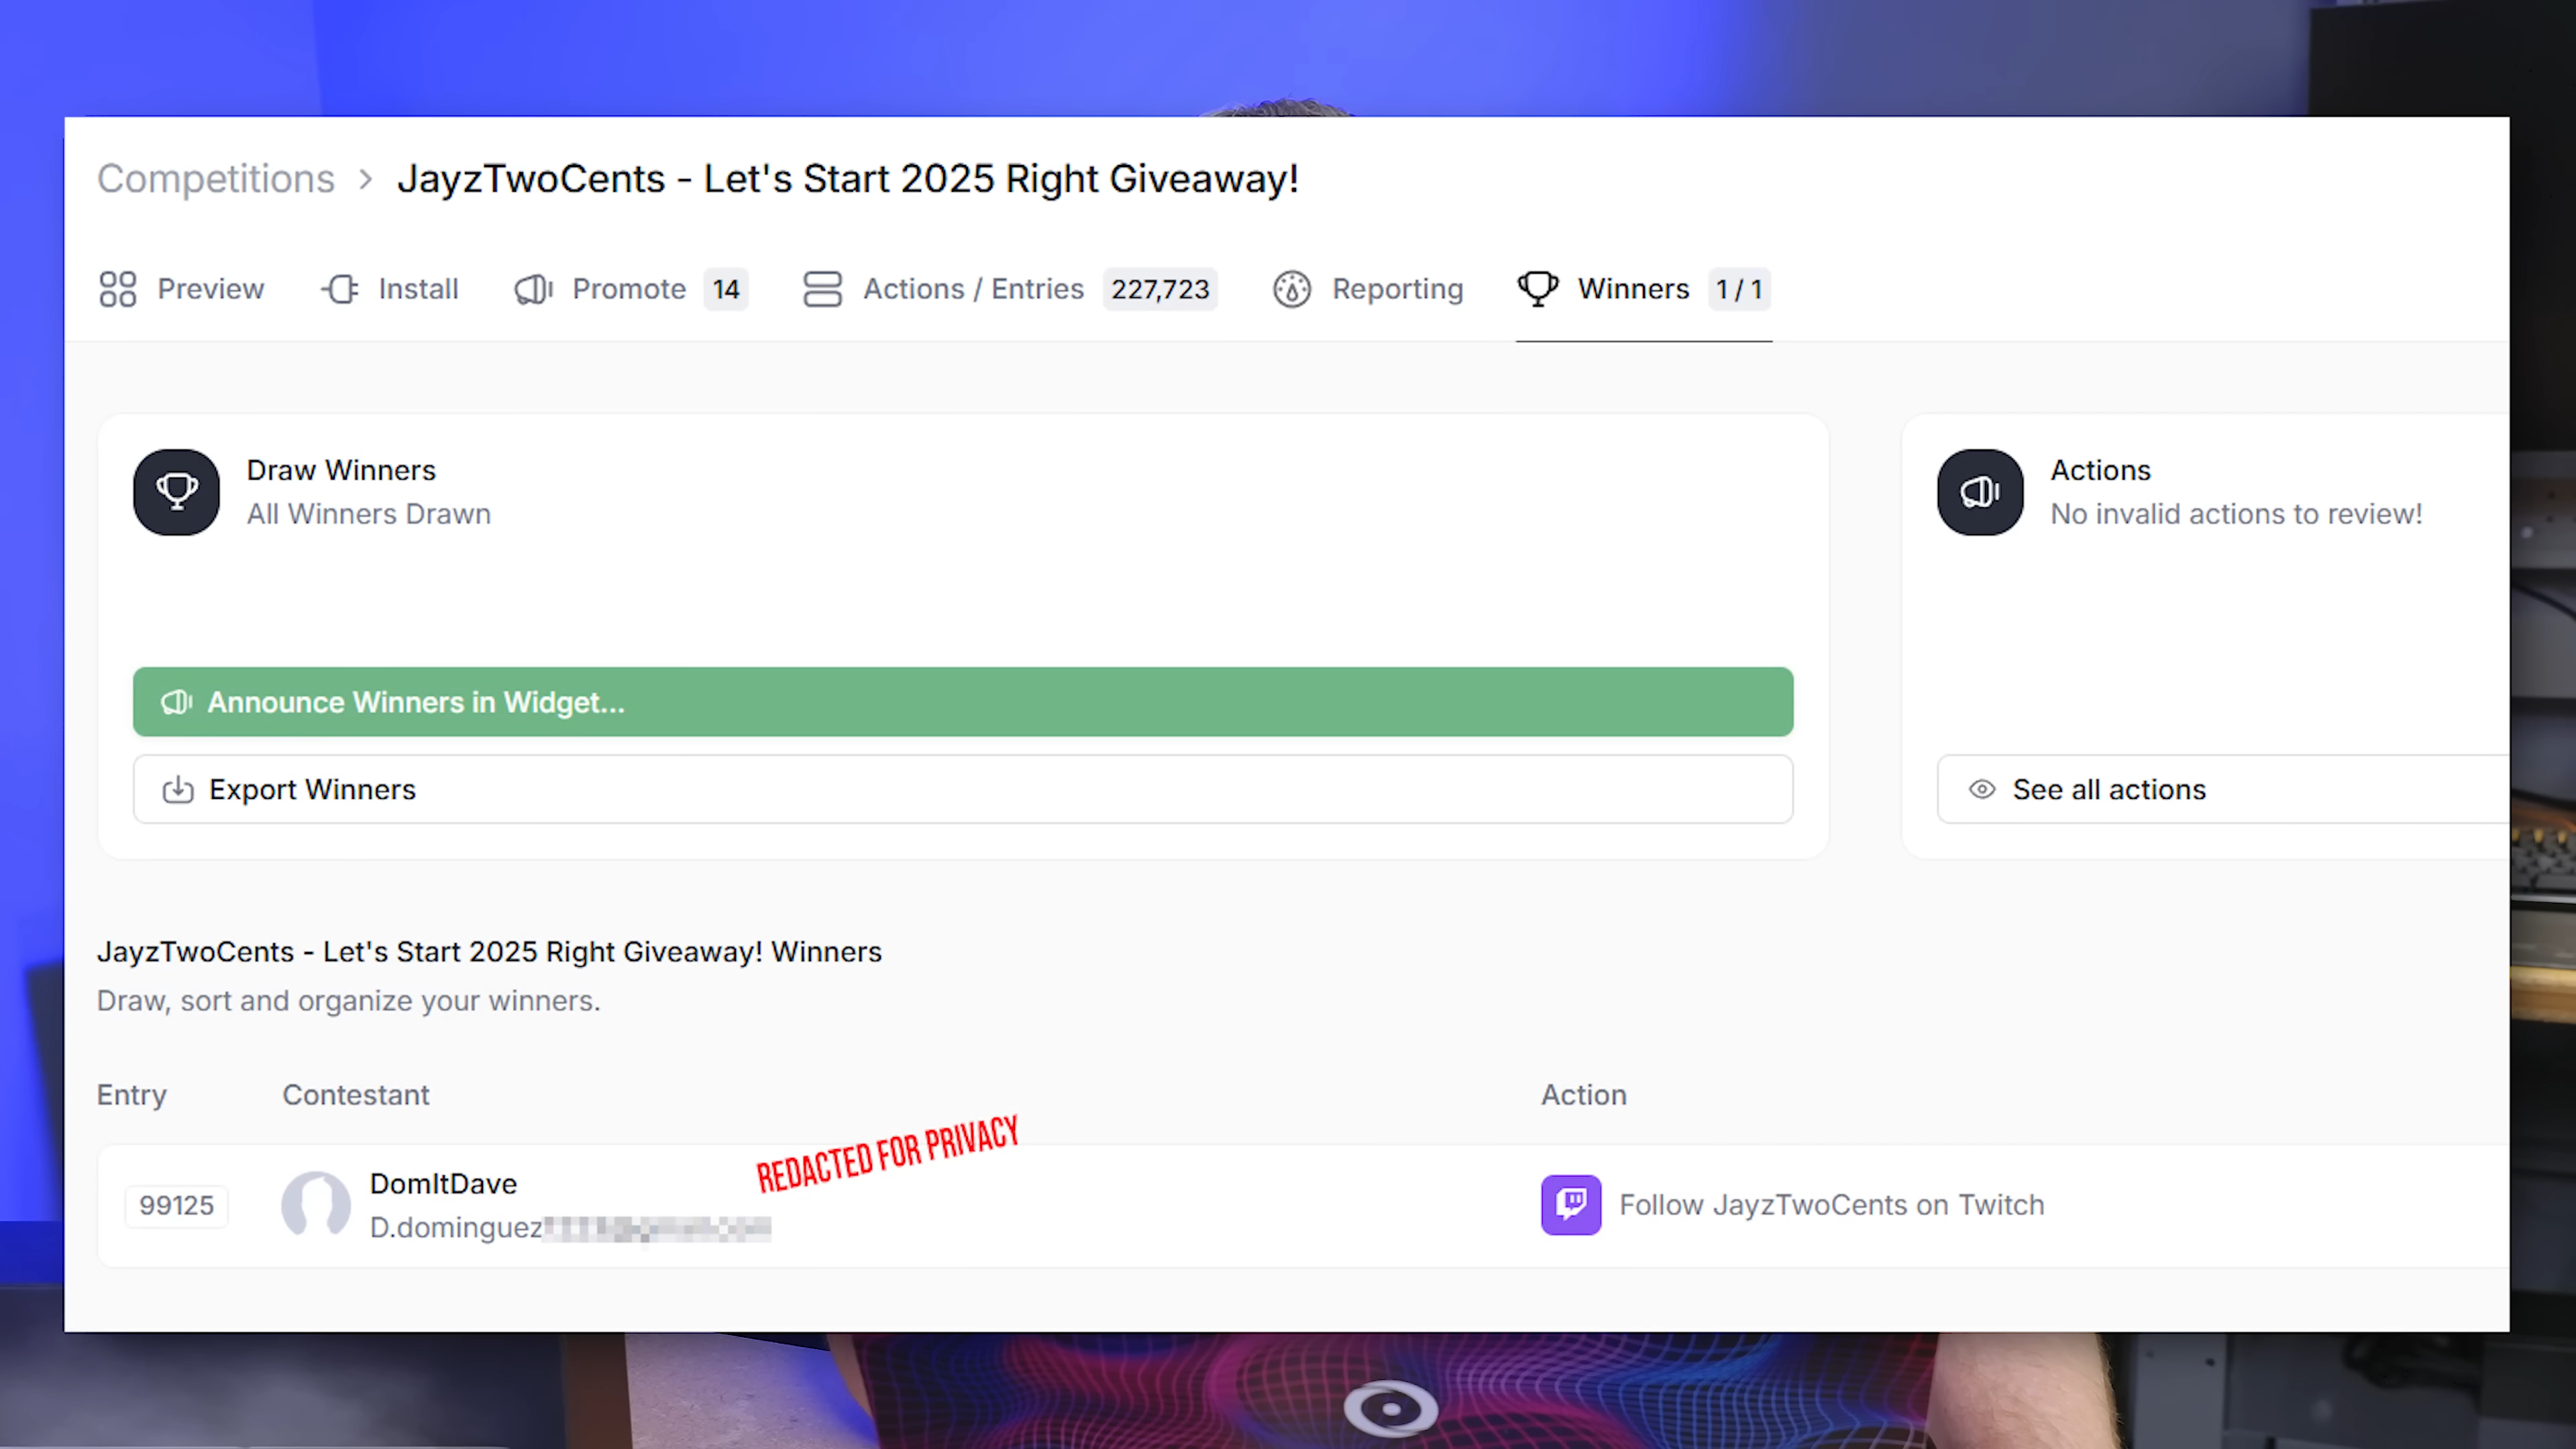 Competitions > JayzTwoCents - Let's Start 2025 Right Giveaway!
Preview Install Promote 14 Actions / Entries 227,723 Reporting Winners 1 / 1
Draw Winners
All Winners Drawn
Actions
No invalid actions to review!
Announce Winners in Widget...
Export Winners
See all actions
JayzTwoCents - Let's Start 2025 Right Giveaway! Winners
Draw, sort and organize your winners.
Entry Contestant Action
REDACTED FOR PRIVACY
99125 DomItDave Follow JayzTwoCents on Twitch
D.dominguez